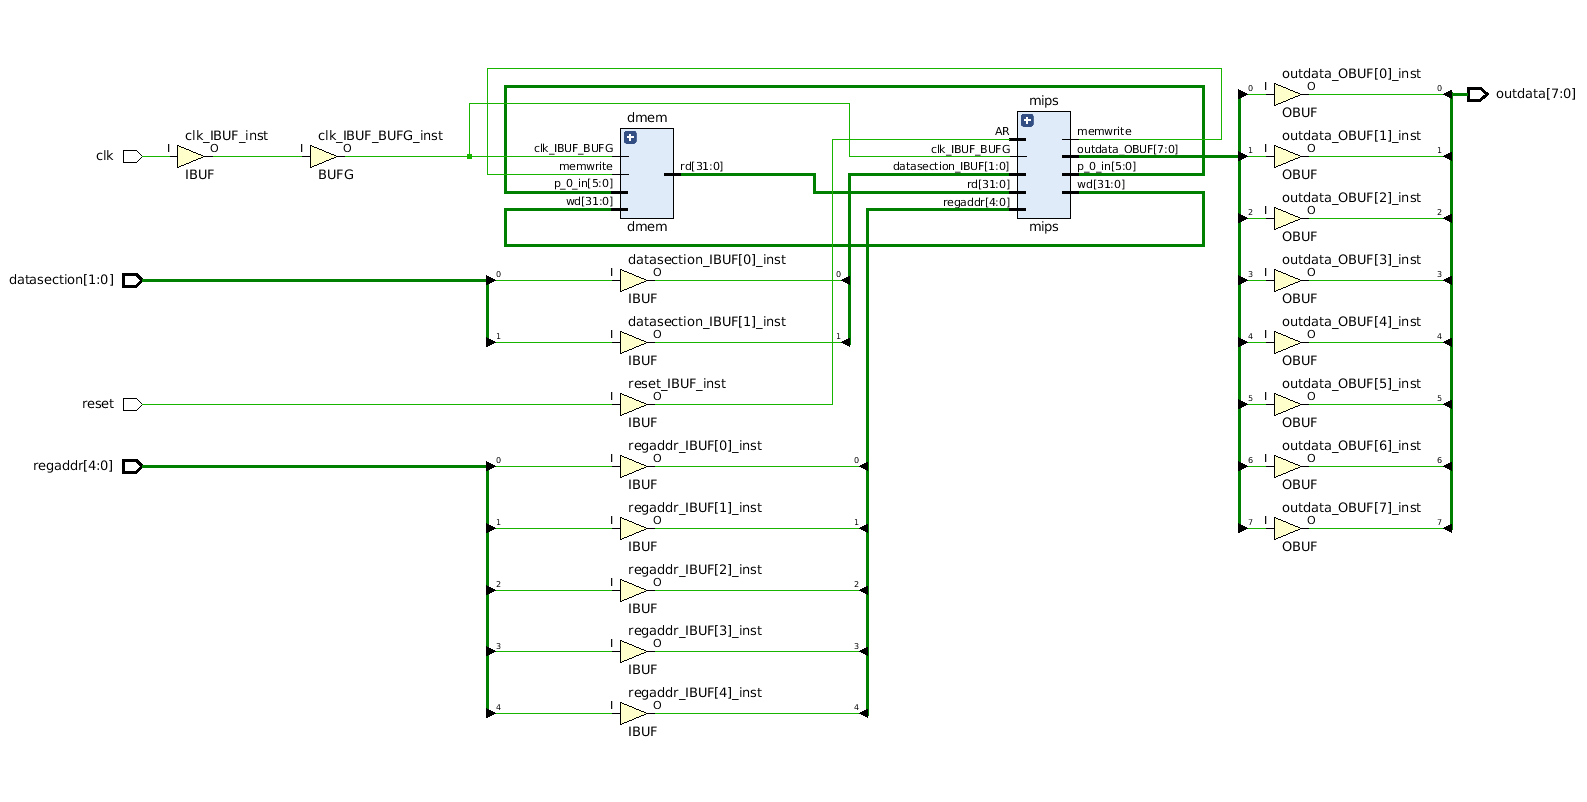 clk
I
O
clk_IBUF_inst
IBUF
I
O
clk_IBUF_BUFG_inst
BUFG
dmem
clk_IBUF_BUFG
memwrite
p_0_in[5:0]
wd[31:0]
rd[31:0]
dmem
mips
AR
clk_IBUF_BUFG
datasection_IBUF[1:0]
rd[31:0]
regaddr[4:0]
memwrite
outdata_OBUF[7:0]
p_0_in[5:0]
wd[31:0]
mips
datasection[1:0]
0
I
O
datasection_IBUF[0]_inst
IBUF
0
1
I
O
datasection_IBUF[1]_inst
IBUF
1
reset
I
O
reset_IBUF_inst
IBUF
regaddr[4:0]
0
I
O
regaddr_IBUF[0]_inst
IBUF
0
1
I
O
regaddr_IBUF[1]_inst
IBUF
1
2
I
O
regaddr_IBUF[2]_inst
IBUF
2
3
I
O
regaddr_IBUF[3]_inst
IBUF
3
4
I
O
regaddr_IBUF[4]_inst
IBUF
4
0
I
O
outdata_OBUF[0]_inst
OBUF
0
outdata[7:0]
1
I
O
outdata_OBUF[1]_inst
OBUF
1
2
I
O
outdata_OBUF[2]_inst
OBUF
2
3
I
O
outdata_OBUF[3]_inst
OBUF
3
4
I
O
outdata_OBUF[4]_inst
OBUF
4
5
I
O
outdata_OBUF[5]_inst
OBUF
5
6
I
O
outdata_OBUF[6]_inst
OBUF
6
7
I
O
outdata_OBUF[7]_inst
OBUF
7